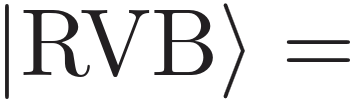 |RVB⟩ =